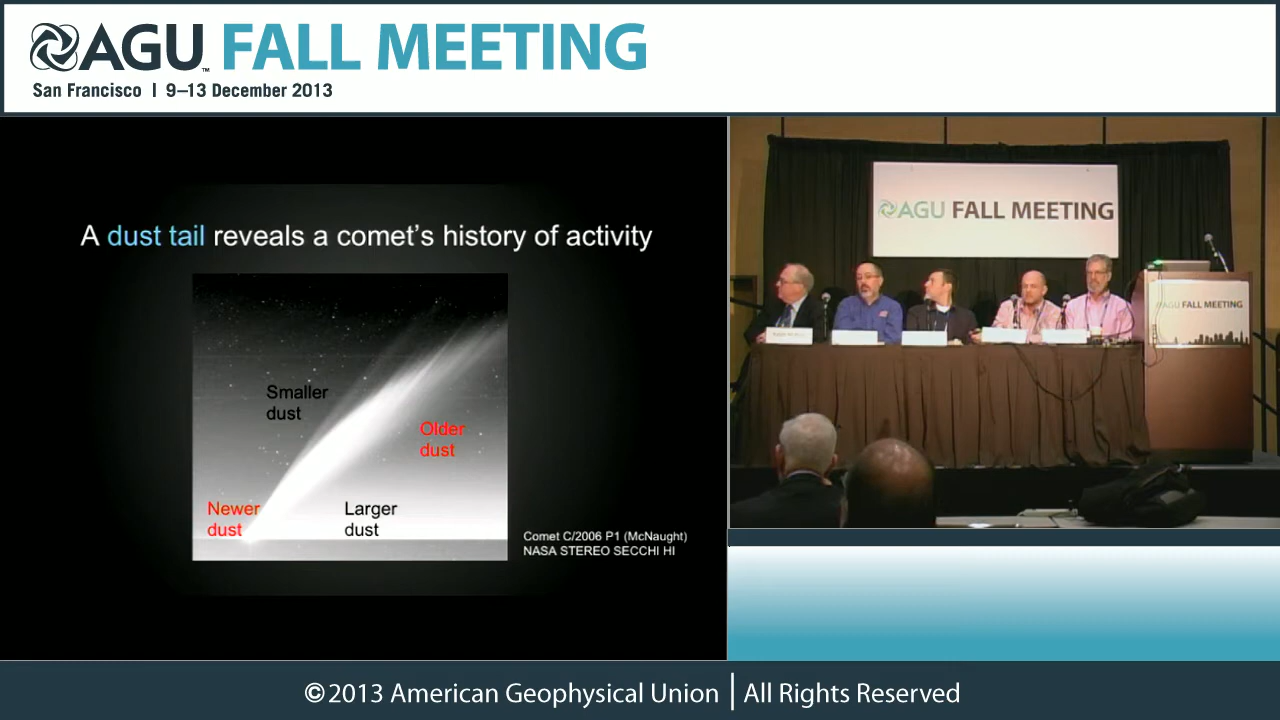 AGU™ FALL MEETING
San Francisco | 9–13 December 2013
A dust tail reveals a comet's history of activity
Smaller
dust
Older
dust
Newer
dust
Larger
dust
Comet C/2006 P1 (McNaught)
NASA STEREO SECCHI HI
AGU FALL MEETING
AGU FALL MEETING
©2013 American Geophysical Union | All Rights Reserved